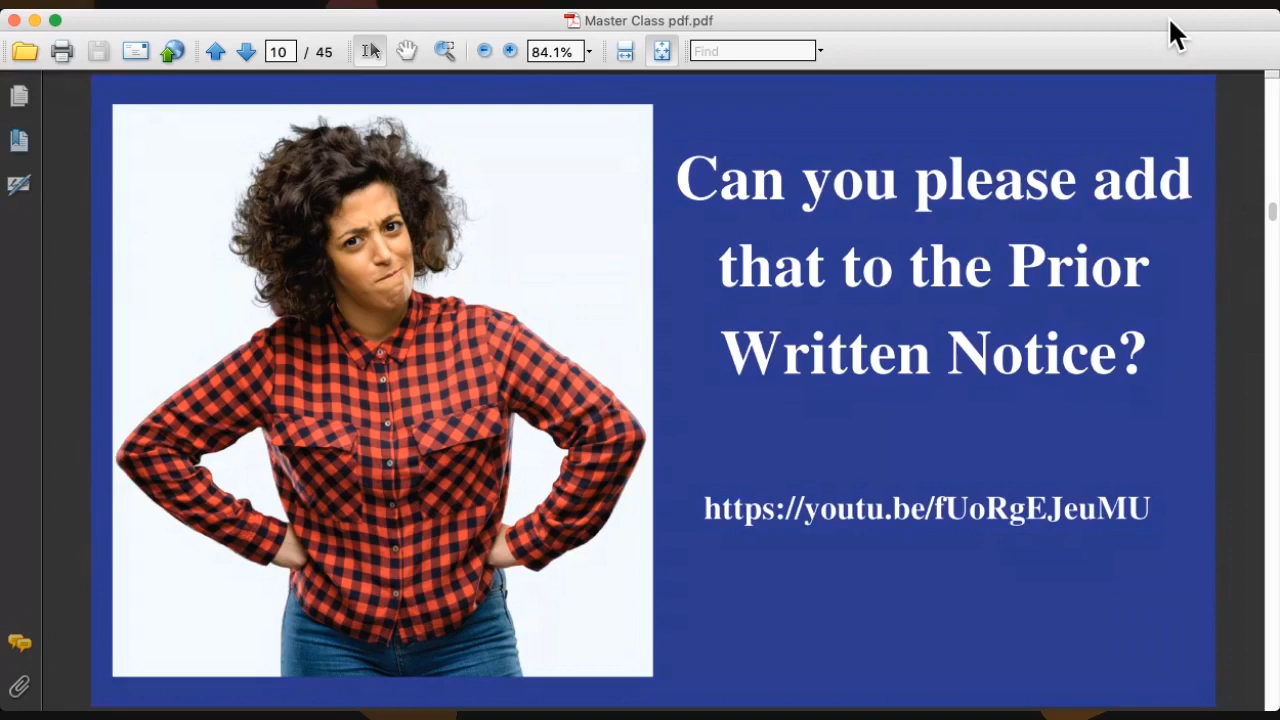 Master Class pdf.pdf
10 / 45
84.1%
Find
Can you please add
that to the Prior
Written Notice?
https://youtu.be/fUoRgEJeuMU